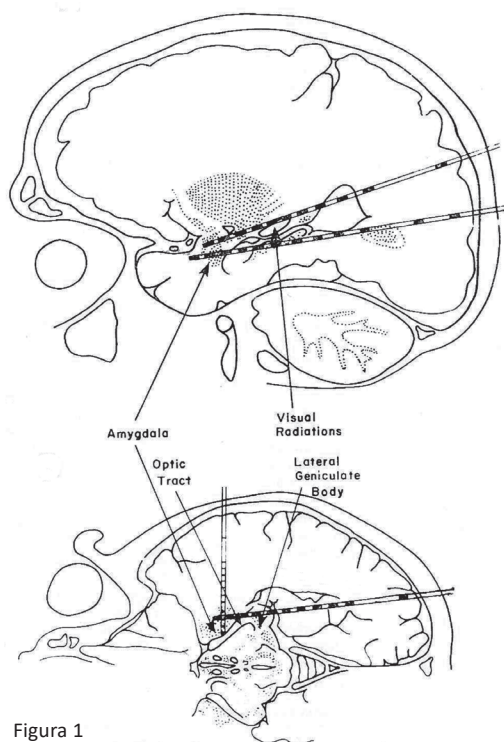 Visual
Radiations
Amygdala
Optic
Tract
Lateral
Geniculate
Body
Figura 1